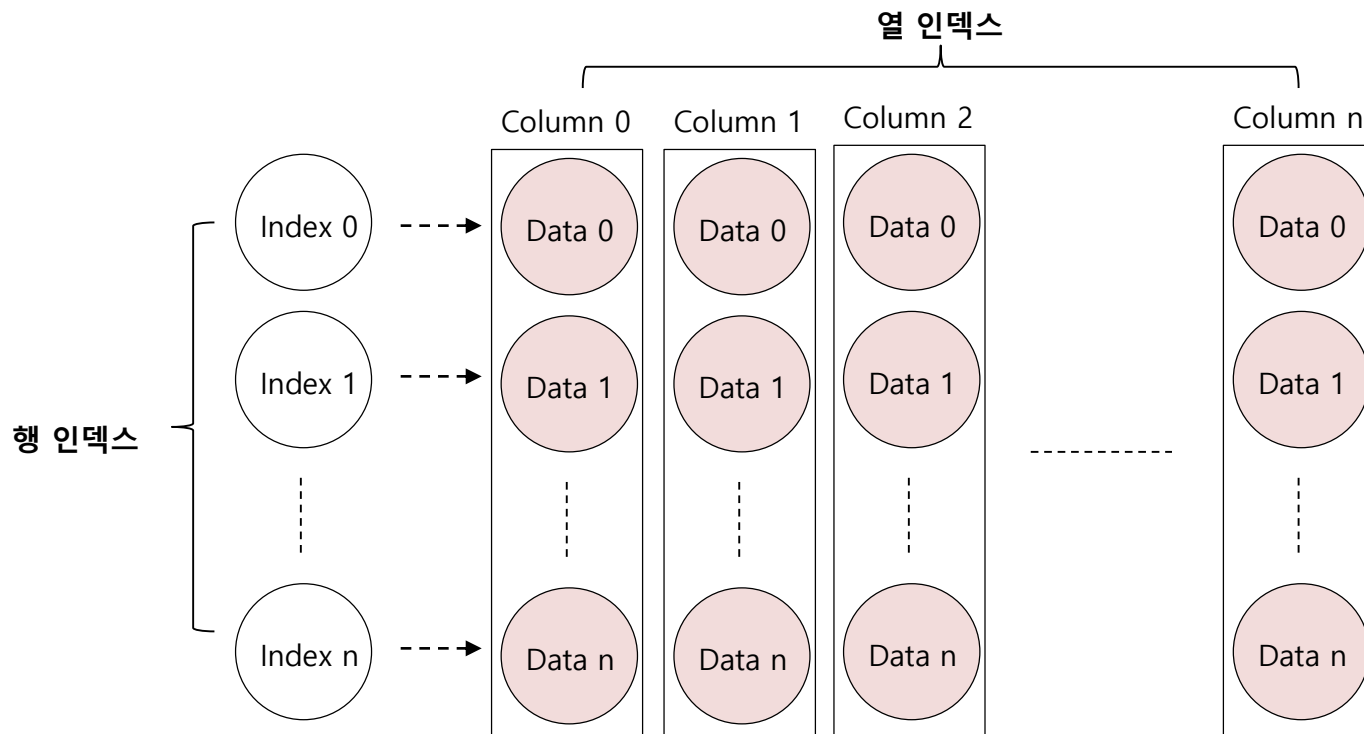 열 인덱스
Column 0 Column 1 Column 2 Column n
Index 0 Data 0 Data 0 Data 0 Data 0
Index 1 Data 1 Data 1 Data 1 Data 1
행 인덱스
Index n Data n Data n Data n Data n